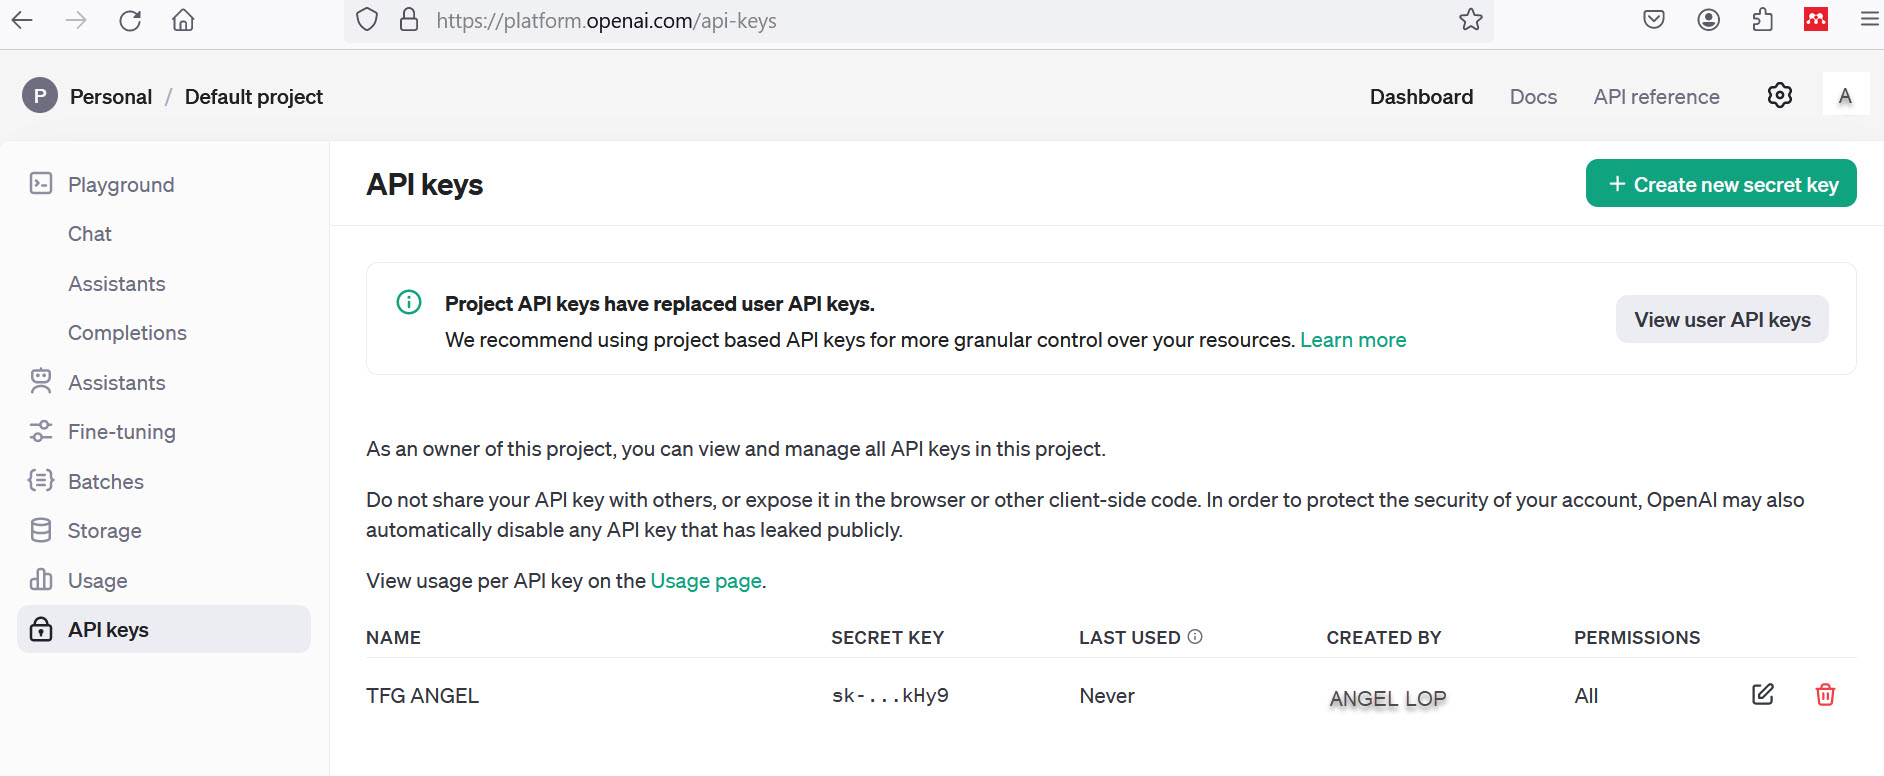 https://platform.openai.com/api-keys
P Personal / Default project
Dashboard Docs API reference A
Playground
Chat
Assistants
Completions
Assistants
Fine-tuning
Batches
Storage
Usage
API keys
API keys
+ Create new secret key
Project API keys have replaced user API keys.
We recommend using project based API keys for more granular control over your resources. Learn more
View user API keys
As an owner of this project, you can view and manage all API keys in this project.
Do not share your API key with others, or expose it in the browser or other client-side code. In order to protect the security of your account, OpenAI may also
automatically disable any API key that has leaked publicly.
View usage per API key on the Usage page.
NAME SECRET KEY LAST USED CREATED BY PERMISSIONS
TFG ANGEL sk-...kHy9 Never ANGEL LOP All